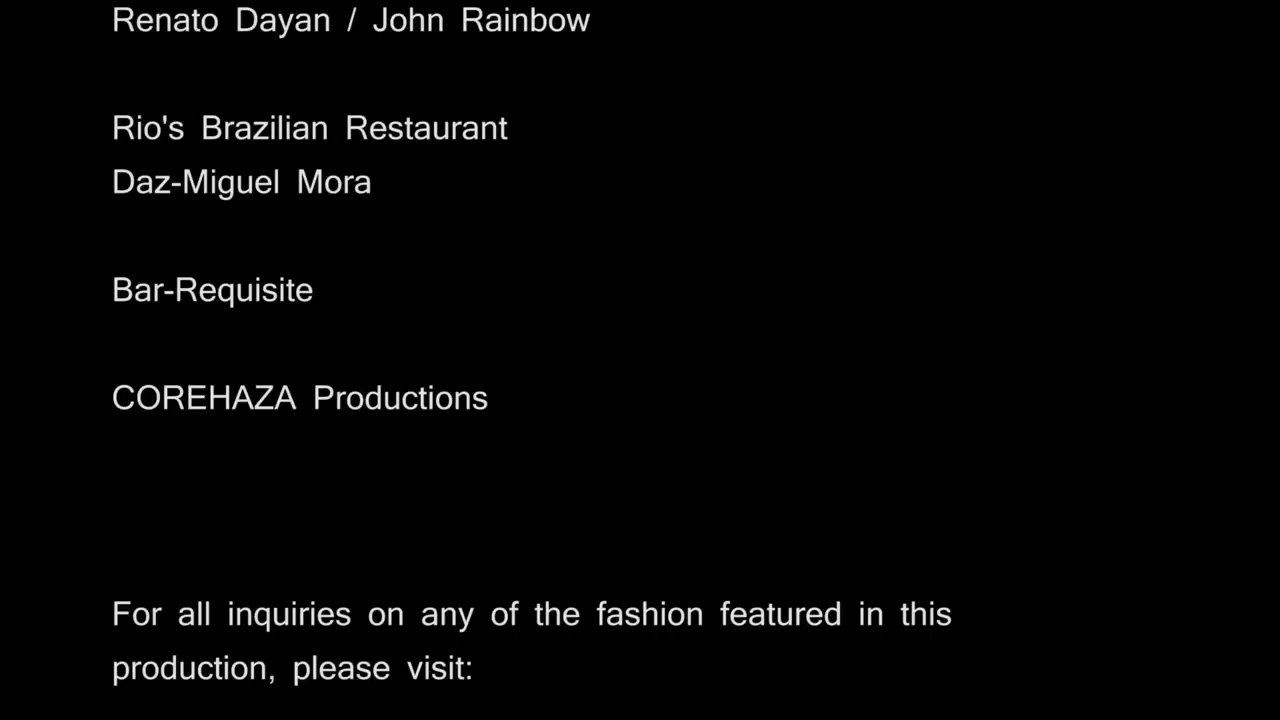 Renato Dayan / John Rainbow
Rio's Brazilian Restaurant
Daz-Miguel Mora
Bar-Requisite
COREHAZA Productions
For all inquiries on any of the fashion featured in this
production, please visit: